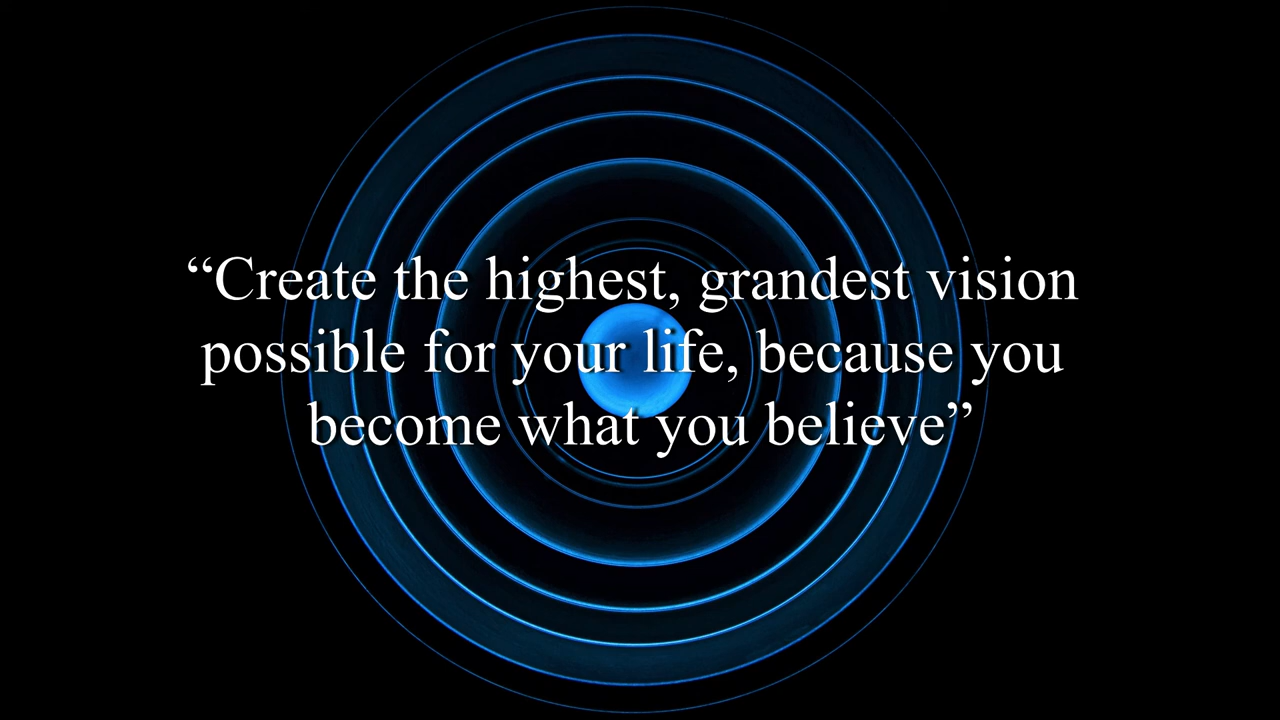 “Create the highest, grandest vision
possible for your life, because you
become what you believe”